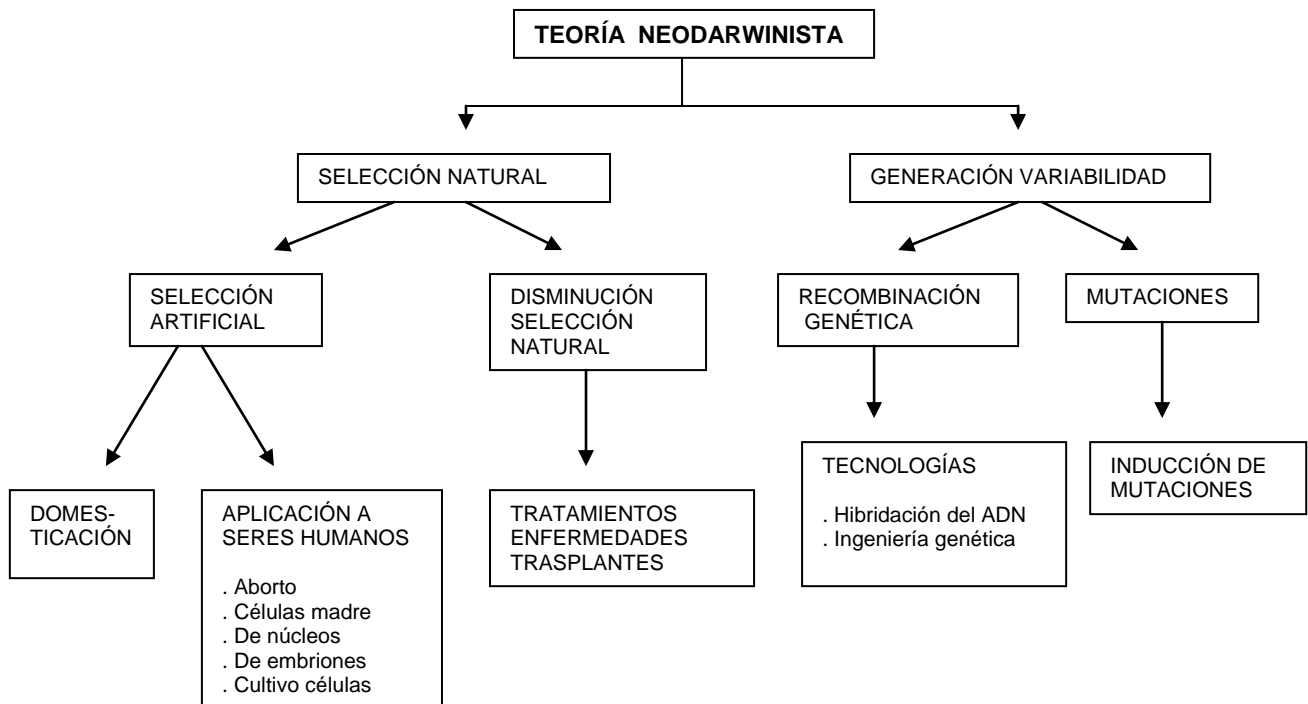 TEORÍA NEODARWINISTA
SELECCIÓN NATURAL
GENERACIÓN VARIABILIDAD
SELECCIÓN
ARTIFICIAL
DISMINUCIÓN
SELECCIÓN
NATURAL
RECOMBINACIÓN
GENÉTICA
MUTACIONES
DOMES-
TICACIÓN
APLICACIÓN A
SERES HUMANOS
. Aborto
. Células madre
. De núcleos
. De embriones
. Cultivo células
TRATAMIENTOS
ENFERMEDADES
TRASPLANTES
TECNOLOGÍAS
. Hibridación del ADN
. Ingeniería genética
INDUCCIÓN DE
MUTACIONES